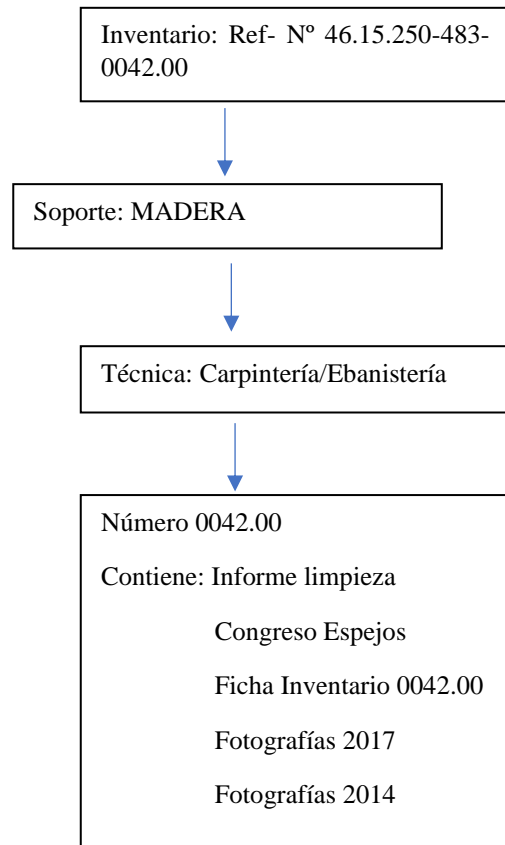 Inventario: Ref- Nº 46.15.250-483-
0042.00
Soporte: MADERA
Técnica: Carpintería/Ebanistería
Número 0042.00
Contiene: Informe limpieza
Congreso Espejos
Ficha Inventario 0042.00
Fotografías 2017
Fotografías 2014